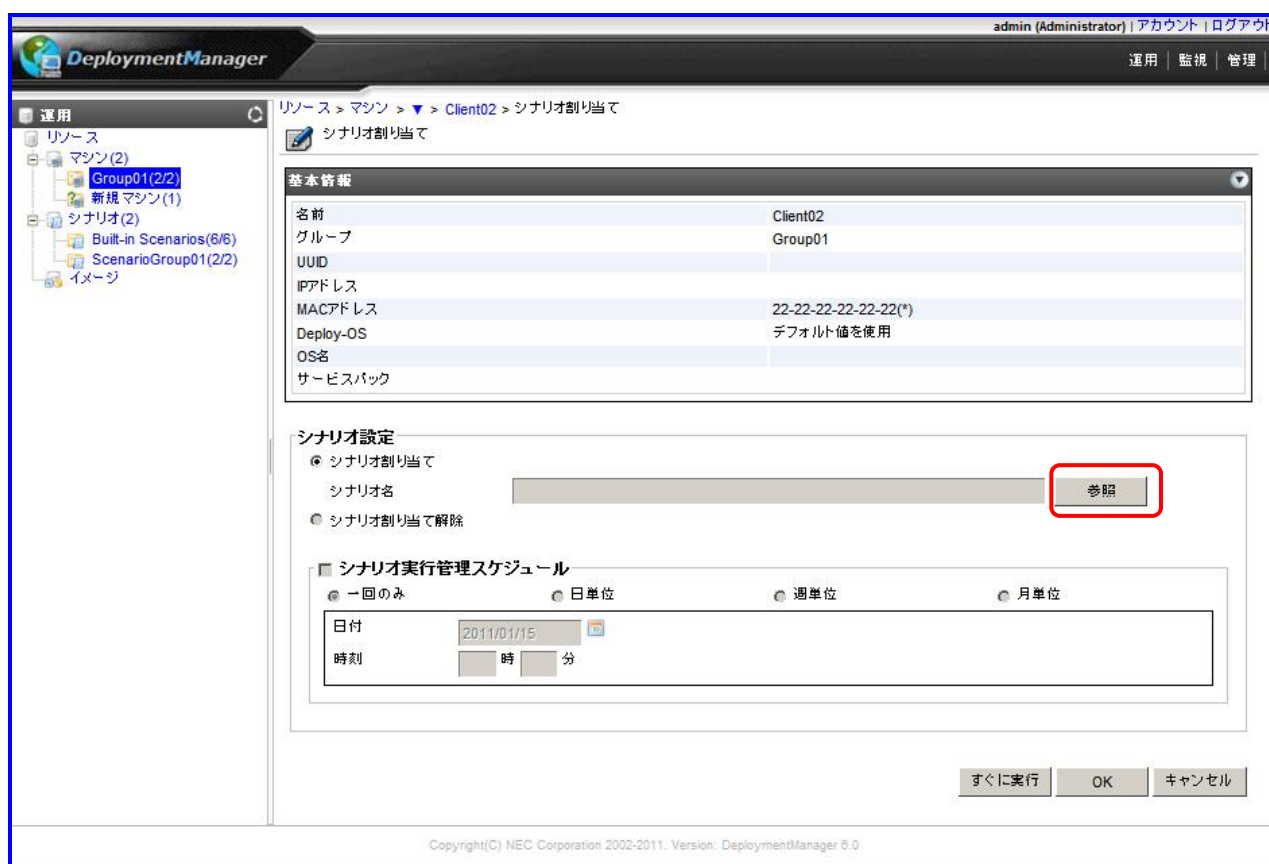 admin (Administrator) | アカウント | ログアウト
DeploymentManager
運用 | 監視 | 管理 |
運用
リソース
マシン(2)
Group01(2/2)
新規マシン(1)
シナリオ(2)
Built-in Scenarios(6/6)
ScenarioGroup01(2/2)
イメージ
リソース > マシン > ▼ > Client02 > シナリオ割り当て
シナリオ割り当て
基本情報
名前 Client02
グループ Group01
UUID
IPアドレス
MACアドレス 22-22-22-22-22-22(*)
Deploy-OS デフォルト値を使用
OS名
サービスパック
シナリオ設定
シナリオ割り当て
シナリオ名 参照
シナリオ割り当て解除
シナリオ実行管理スケジュール
一回のみ 日単位 週単位 月単位
日付 2011/01/15
時刻 時 分
すぐに実行 OK キャンセル
Copyright(C) NEC Corporation 2002-2011. Version: DeploymentManager 6.0